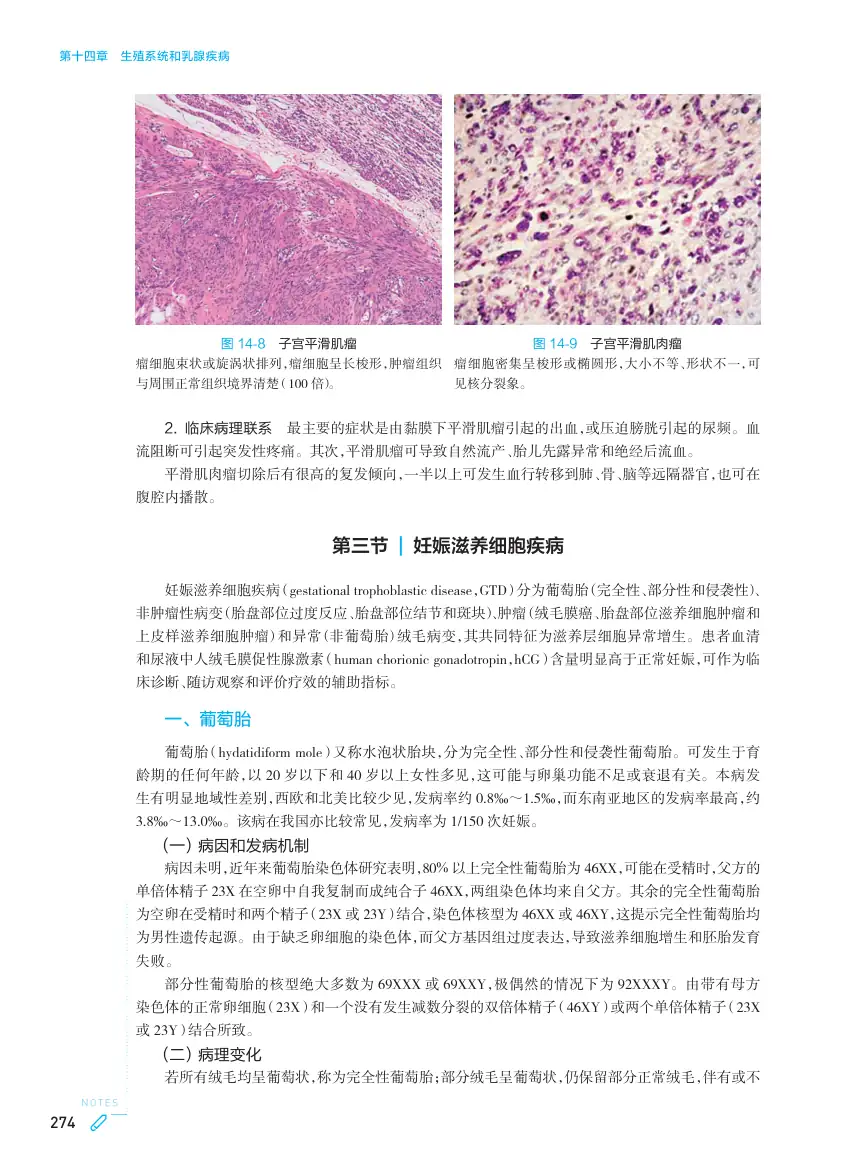 第十四章　生殖系统和乳腺疾病
图 14-8　子宫平滑肌瘤
瘤细胞束状或旋涡状排列,瘤细胞呈长梭形,肿瘤组织
与周围正常组织境界清楚(100 倍)。
图 14-9　子宫平滑肌肉瘤
瘤细胞密集呈梭形或椭圆形,大小不等、形状不一,可
见核分裂象。
2. 临床病理联系　最主要的症状是由黏膜下平滑肌瘤引起的出血,或压迫膀胱引起的尿频。血
流阻断可引起突发性疼痛。其次,平滑肌瘤可导致自然流产、胎儿先露异常和绝经后流血。
平滑肌肉瘤切除后有很高的复发倾向,一半以上可发生血行转移到肺、骨、脑等远隔器官,也可在
腹腔内播散。
第三节 | 妊娠滋养细胞疾病
妊娠滋养细胞疾病(gestational trophoblastic disease,GTD)分为葡萄胎(完全性、部分性和侵袭性)、
非肿瘤性病变(胎盘部位过度反应、胎盘部位结节和斑块)、肿瘤(绒毛膜癌、胎盘部位滋养细胞肿瘤和
上皮样滋养细胞肿瘤)和异常(非葡萄胎)绒毛病变,其共同特征为滋养层细胞异常增生。患者血清
和尿液中人绒毛膜促性腺激素(human chorionic gonadotropin,hCG)含量明显高于正常妊娠,可作为临
床诊断、随访观察和评价疗效的辅助指标。
一、葡萄胎
葡萄胎(hydatidiform mole)又称水泡状胎块,分为完全性、部分性和侵袭性葡萄胎。可发生于育
龄期的任何年龄,以 20 岁以下和 40 岁以上女性多见,这可能与卵巢功能不足或衰退有关。本病发
生有明显地域性差别,西欧和北美比较少见,发病率约 0.8‰～1.5‰,而东南亚地区的发病率最高,约
3.8‰～13.0‰。该病在我国亦比较常见,发病率为 1/150 次妊娠。
(一) 病因和发病机制
病因未明,近年来葡萄胎染色体研究表明,80% 以上完全性葡萄胎为 46XX,可能在受精时,父方的
单倍体精子 23X 在空卵中自我复制而成纯合子 46XX,两组染色体均来自父方。其余的完全性葡萄胎
为空卵在受精时和两个精子(23X 或 23Y)结合,染色体核型为 46XX 或 46XY,这提示完全性葡萄胎均
为男性遗传起源。由于缺乏卵细胞的染色体,而父方基因组过度表达,导致滋养细胞增生和胚胎发育
失败。
部分性葡萄胎的核型绝大多数为 69XXX 或 69XXY,极偶然的情况下为 92XXXY。由带有母方
染色体的正常卵细胞(23X)和一个没有发生减数分裂的双倍体精子(46XY)或两个单倍体精子(23X
或 23Y)结合所致。
(二) 病理变化
若所有绒毛均呈葡萄状,称为完全性葡萄胎;部分绒毛呈葡萄状,仍保留部分正常绒毛,伴有或不
NOTES
274